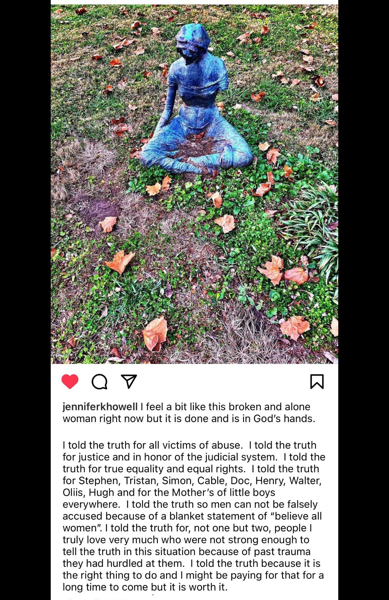 jenniferkhowell I feel a bit like this broken and alone
woman right now but it is done and is in God's hands.
I told the truth for all victims of abuse.  I told the truth
for justice and in honor of the judicial system.  I told the
truth for true equality and equal rights.  I told the truth
for Stephen, Tristan, Simon, Cable, Doc, Henry, Walter,
Oliis, Hugh and for the Mother's of little boys
everywhere.  I told the truth so men can not be falsely
accused because of a blanket statement of "believe all
women". I told the truth for, not one but two, people I
truly love very much who were not strong enough to
tell the truth in this situation because of past trauma
they had hurdled at them.  I told the truth because it is
the right thing to do and I might be paying for that for a
long time to come but it is worth it.